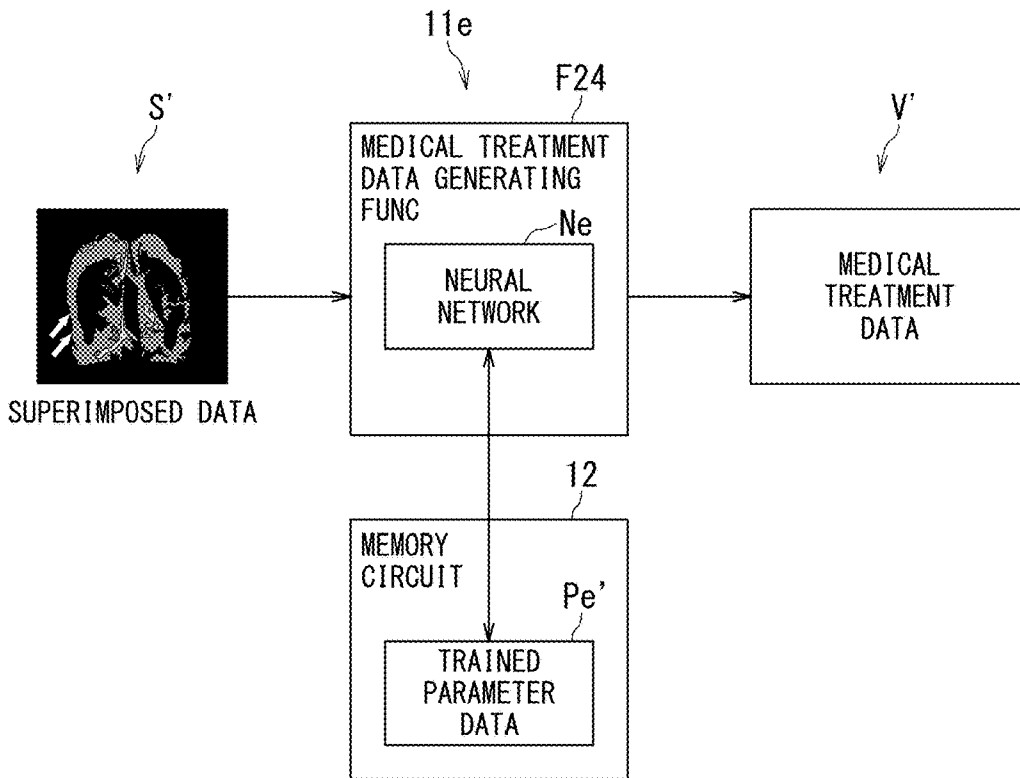 11e
S'
F24
V'
MEDICAL TREATMENT
DATA GENERATING
FUNC
Ne
NEURAL
NETWORK
MEDICAL
TREATMENT
DATA
SUPERIMPOSED DATA
12
MEMORY
CIRCUIT
Pe'
TRAINED
PARAMETER
DATA